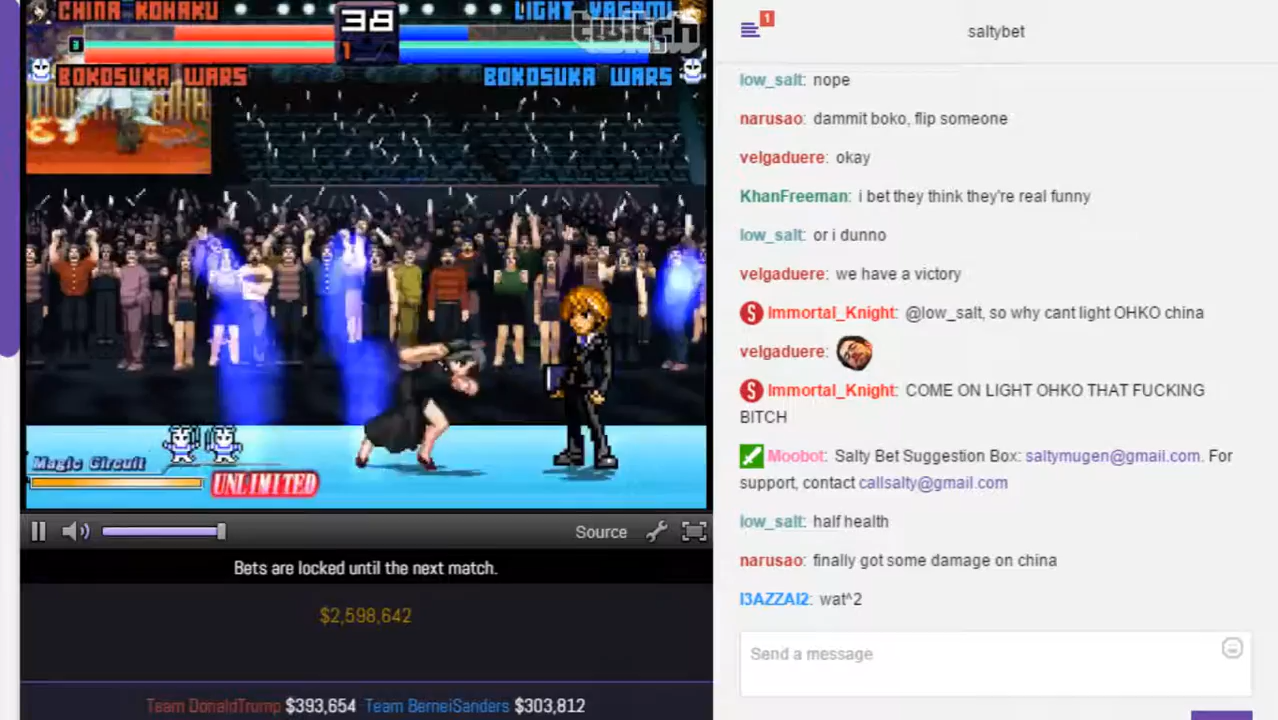 CHINA KOHAKU
38
LIGHT YAGAMI
twitch
3
1
BOKOSUKA WARS
BOKOSUKA WARS
Magic Circuit
UNLIMITED
Source
Bets are locked until the next match.
$2,598,642
Team DonaldTrump $393,654 Team BerneiSanders $303,812
1
saltybet
low_salt: nope
narusao: dammit boko, flip someone
velgaduere: okay
KhanFreeman: i bet they think they're real funny
low_salt: or i dunno
velgaduere: we have a victory
S Immortal_Knight: @low_salt, so why cant light OHKO china
velgaduere:
S Immortal_Knight: COME ON LIGHT OHKO THAT FUCKING
BITCH
Moobot: Salty Bet Suggestion Box: saltymugen@gmail.com. For
support, contact callsalty@gmail.com
low_salt: half health
narusao: finally got some damage on china
I3AZZAI2: wat^2
Send a message